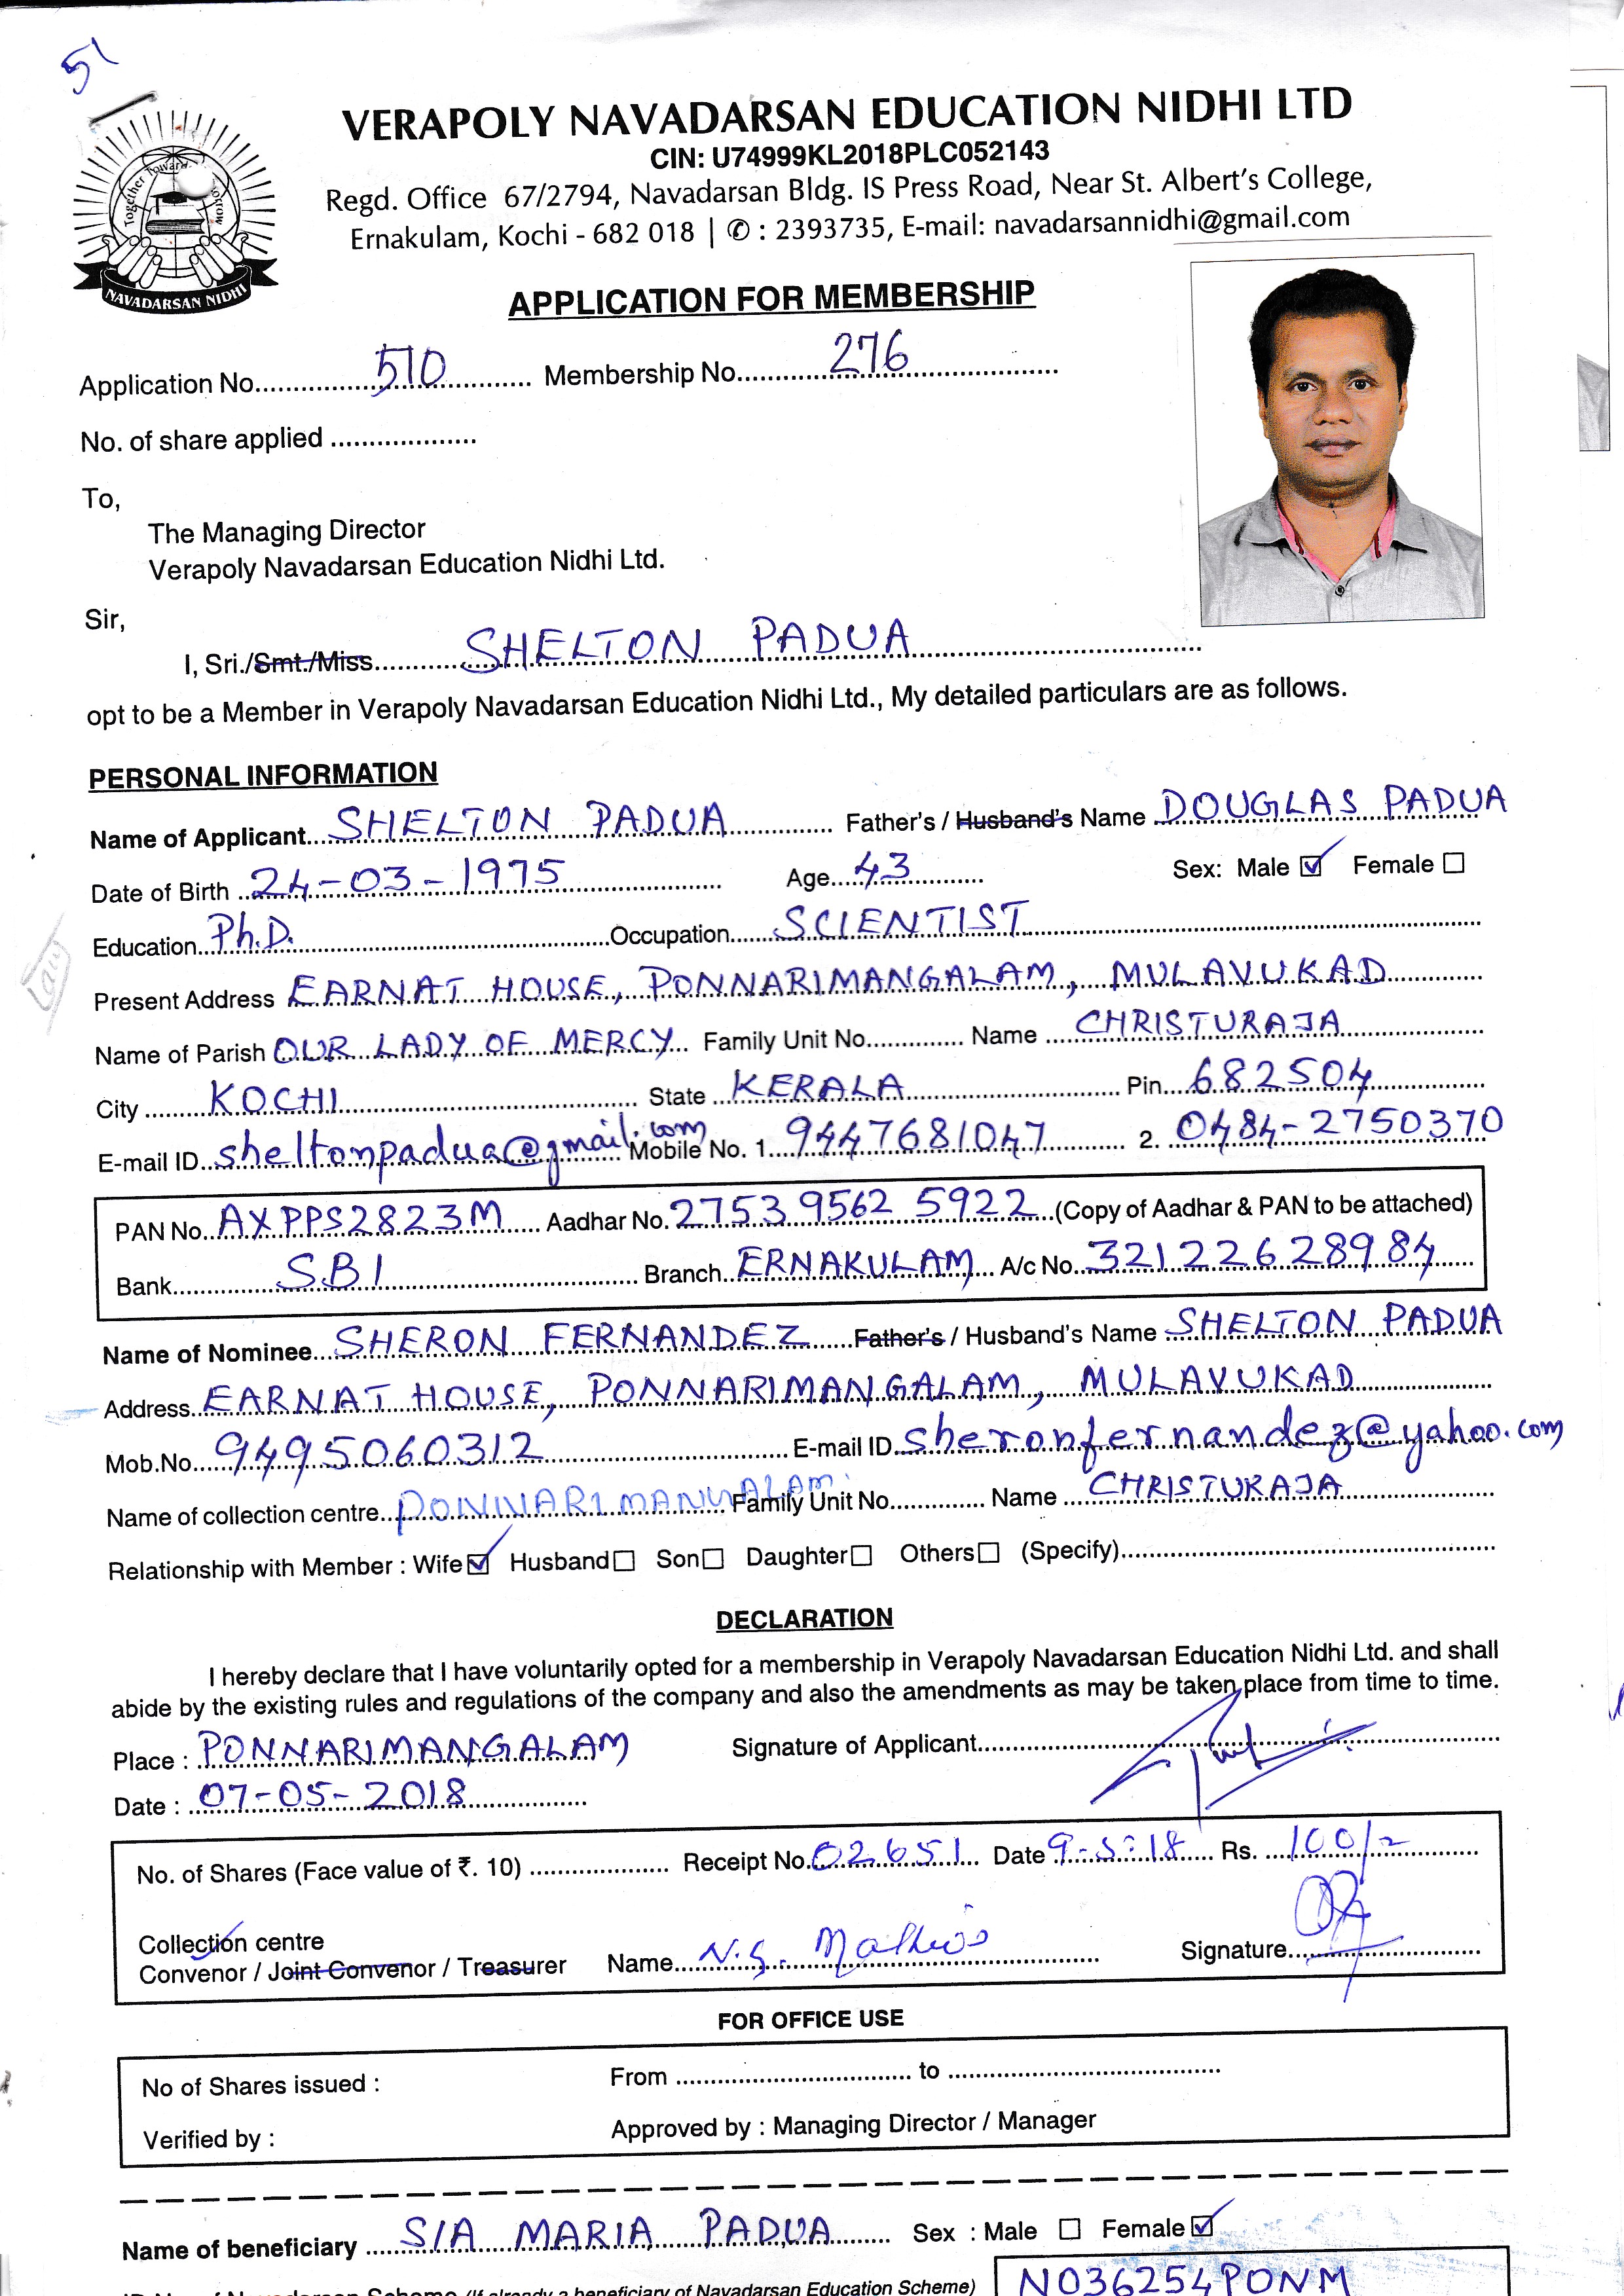 51
Together Towards Tomorrow
NAVADARSAN NIDHI
VERAPOLY NAVADARSAN EDUCATION NIDHI LTD
CIN: U74999KL2018PLC052143
Regd. Office 67/2794, Navadarsan Bldg. IS Press Road, Near St. Albert's College,
Ernakulam, Kochi - 682 018 | ✆ : 2393735, E-mail: navadarsannidhi@gmail.com
APPLICATION FOR MEMBERSHIP
Application No. 510 Membership No. 276
No. of share applied ...................
To,
The Managing Director
Verapoly Navadarsan Education Nidhi Ltd.
Sir,
I, Sri./Smt./Miss. SHELTON PADUA
opt to be a Member in Verapoly Navadarsan Education Nidhi Ltd., My detailed particulars are as follows.
PERSONAL INFORMATION
Name of Applicant SHELTON PADUA Father's / Husband's Name DOUGLAS PADUA
Date of Birth 24-03-1975 Age 43 Sex: Male ☑ Female ☐
Education Ph.D. Occupation SCIENTIST
Present Address EARNAT HOUSE, PONNARIMANGALAM, MULAVUKAD
Name of Parish OUR LADY OF MERCY Family Unit No. Name CHRISTURAJA
City KOCHI State KERALA Pin 682504
E-mail ID sheltonpadua@gmail.com Mobile No. 1 9447681047 2. 0484-2750370
PAN No. AXPPS2823M Aadhar No. 2753 9562 5922 (Copy of Aadhar & PAN to be attached)
Bank SBI Branch ERNAKULAM A/c No. 32122628984
Name of Nominee SHERON FERNANDEZ Father's / Husband's Name SHELTON PADUA
Address EARNAT HOUSE, PONNARIMANGALAM, MULAVUKAD
Mob.No. 9495060312 E-mail ID sheronfernandez@yahoo.com
Name of collection centre Family Unit No. Name CHRISTURAJA
Relationship with Member : Wife ☑ Husband ☐ Son ☐ Daughter ☐ Others ☐ (Specify)
DECLARATION
I hereby declare that I have voluntarily opted for a membership in Verapoly Navadarsan Education Nidhi Ltd. and shall
abide by the existing rules and regulations of the company and also the amendments as may be taken place from time to time.
Place : PONNARIMANGALAM Signature of Applicant
Date : 07-05-2018
No. of Shares (Face value of ₹. 10) Receipt No. 02651 Date 9-5-18 Rs. 100/-
Collection centre
Convenor / Joint Convenor / Treasurer Name N.G. Signature
FOR OFFICE USE
No of Shares issued : From to
Verified by : Approved by : Managing Director / Manager
Name of beneficiary SIA MARIA PADUA Sex : Male ☐ Female ☑
(If already a beneficiary of Navadarsan Education Scheme) N036254PONM